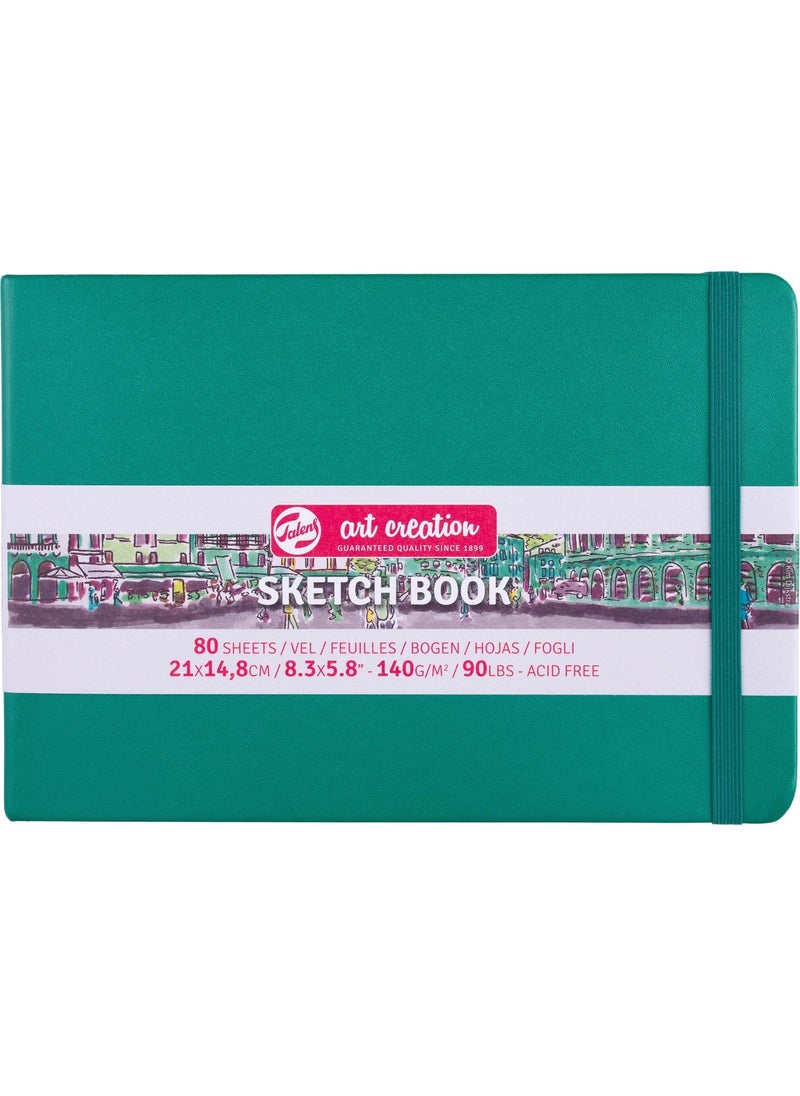 Talens
art creation
GUARANTEED QUALITY SINCE 1899
SKETCH BOOK
80 SHEETS / VEL / FEUILLES / BOGEN / HOJAS / FOGLI
21X14,8CM / 8.3X5.8" - 140G/M² / 90LBS - ACID FREE